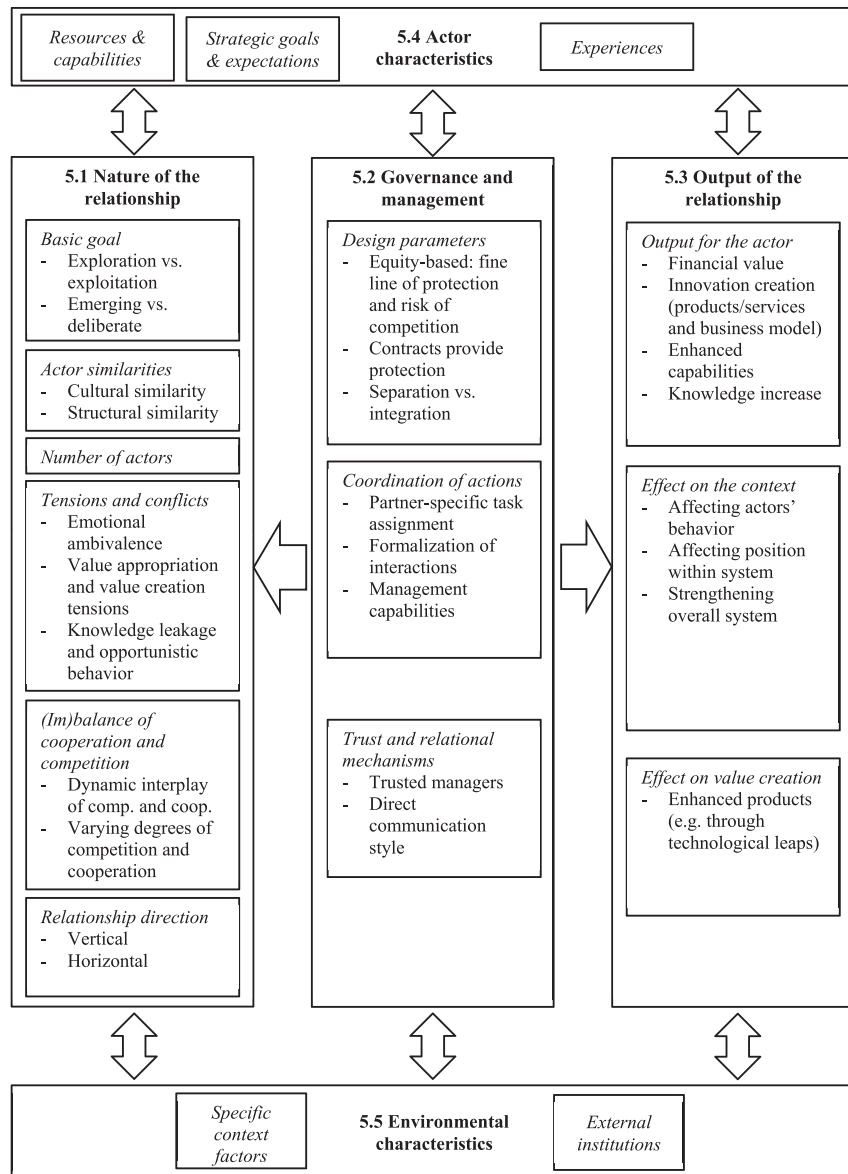 Resources &
capabilities
Strategic goals
& expectations
5.4 Actor
characteristics
Experiences
5.1 Nature of the
relationship
Basic goal
- Exploration vs.
exploitation
- Emerging vs.
deliberate
Actor similarities
- Cultural similarity
- Structural similarity
Number of actors
Tensions and conflicts
- Emotional
ambivalence
- Value appropriation
and value creation
tensions
- Knowledge leakage
and opportunistic
behavior
(Im)balance of
cooperation and
competition
- Dynamic interplay
of comp. and coop.
- Varying degrees of
competition and
cooperation
Relationship direction
- Vertical
- Horizontal
5.2 Governance and
management
Design parameters
- Equity-based: fine
line of protection
and risk of
competition
- Contracts provide
protection
- Separation vs.
integration
Coordination of actions
- Partner-specific task
assignment
- Formalization of
interactions
- Management
capabilities
Trust and relational
mechanisms
- Trusted managers
- Direct
communication
style
5.3 Output of the
relationship
Output for the actor
- Financial value
- Innovation creation
(products/services
and business model)
- Enhanced
capabilities
- Knowledge increase
Effect on the context
- Affecting actors'
behavior
- Affecting position
within system
- Strengthening
overall system
Effect on value creation
- Enhanced products
(e.g. through
technological leaps)
Specific
context
factors
5.5 Environmental
characteristics
External
institutions